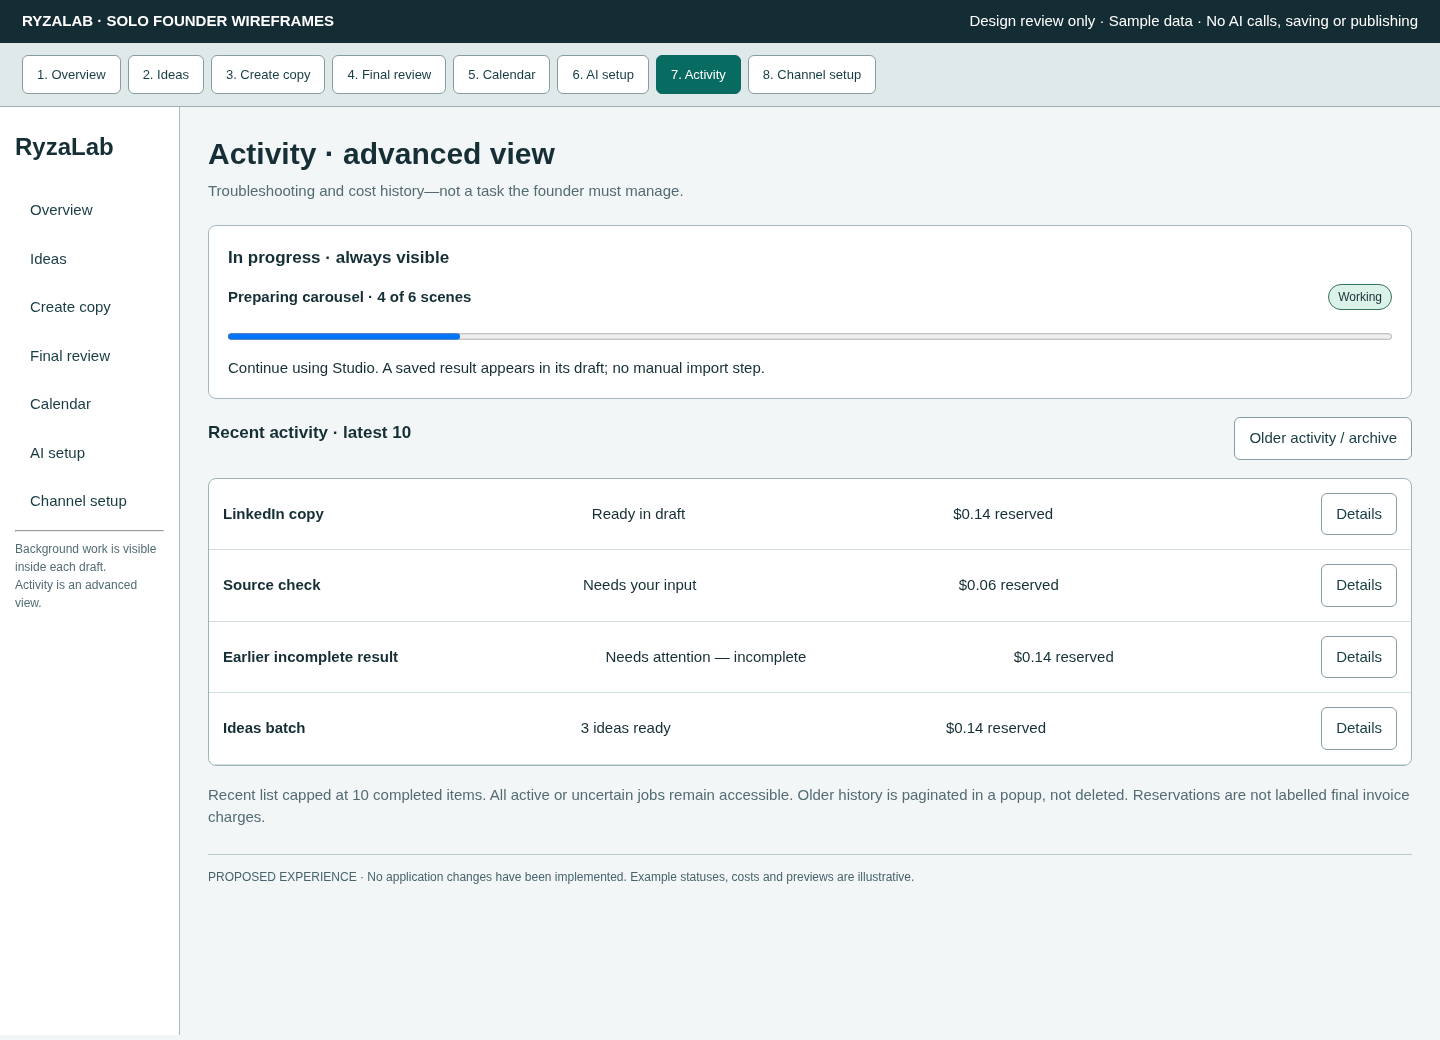 RYZALAB · SOLO FOUNDER WIREFRAMES
Design review only · Sample data · No AI calls, saving or publishing
1. Overview
2. Ideas
3. Create copy
4. Final review
5. Calendar
6. AI setup
7. Activity
8. Channel setup
RyzaLab
Overview
Ideas
Create copy
Final review
Calendar
AI setup
Channel setup
Background work is visible
inside each draft.
Activity is an advanced
view.
Activity · advanced view
Troubleshooting and cost history—not a task the founder must manage.
In progress · always visible
Preparing carousel · 4 of 6 scenes
Working
Continue using Studio. A saved result appears in its draft; no manual import step.
Recent activity · latest 10
Older activity / archive
LinkedIn copy Ready in draft $0.14 reserved Details
Source check Needs your input $0.06 reserved Details
Earlier incomplete result Needs attention — incomplete $0.14 reserved Details
Ideas batch 3 ideas ready $0.14 reserved Details
Recent list capped at 10 completed items. All active or uncertain jobs remain accessible. Older history is paginated in a popup, not deleted. Reservations are not labelled final invoice
charges.
PROPOSED EXPERIENCE · No application changes have been implemented. Example statuses, costs and previews are illustrative.